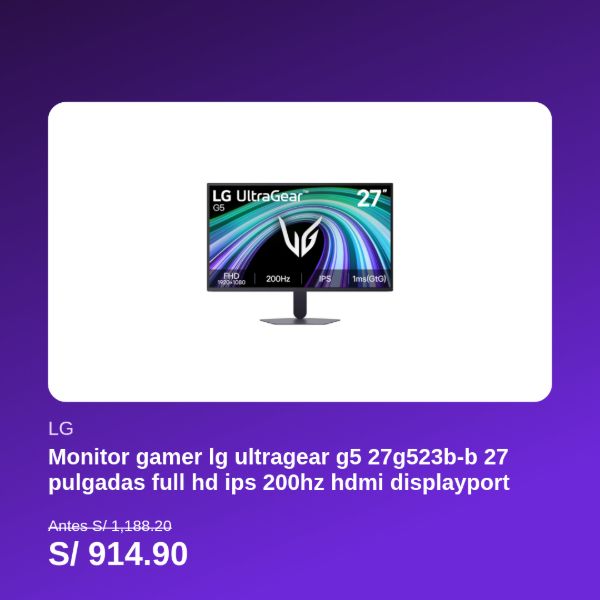 LG UltraGear™ 27"
G5
FHD 200Hz IPS 1ms(GtG)
1920×1080
LG
Monitor gamer lg ultragear g5 27g523b-b 27
pulgadas full hd ips 200hz hdmi displayport
Antes S/ 1,188.20
S/ 914.90